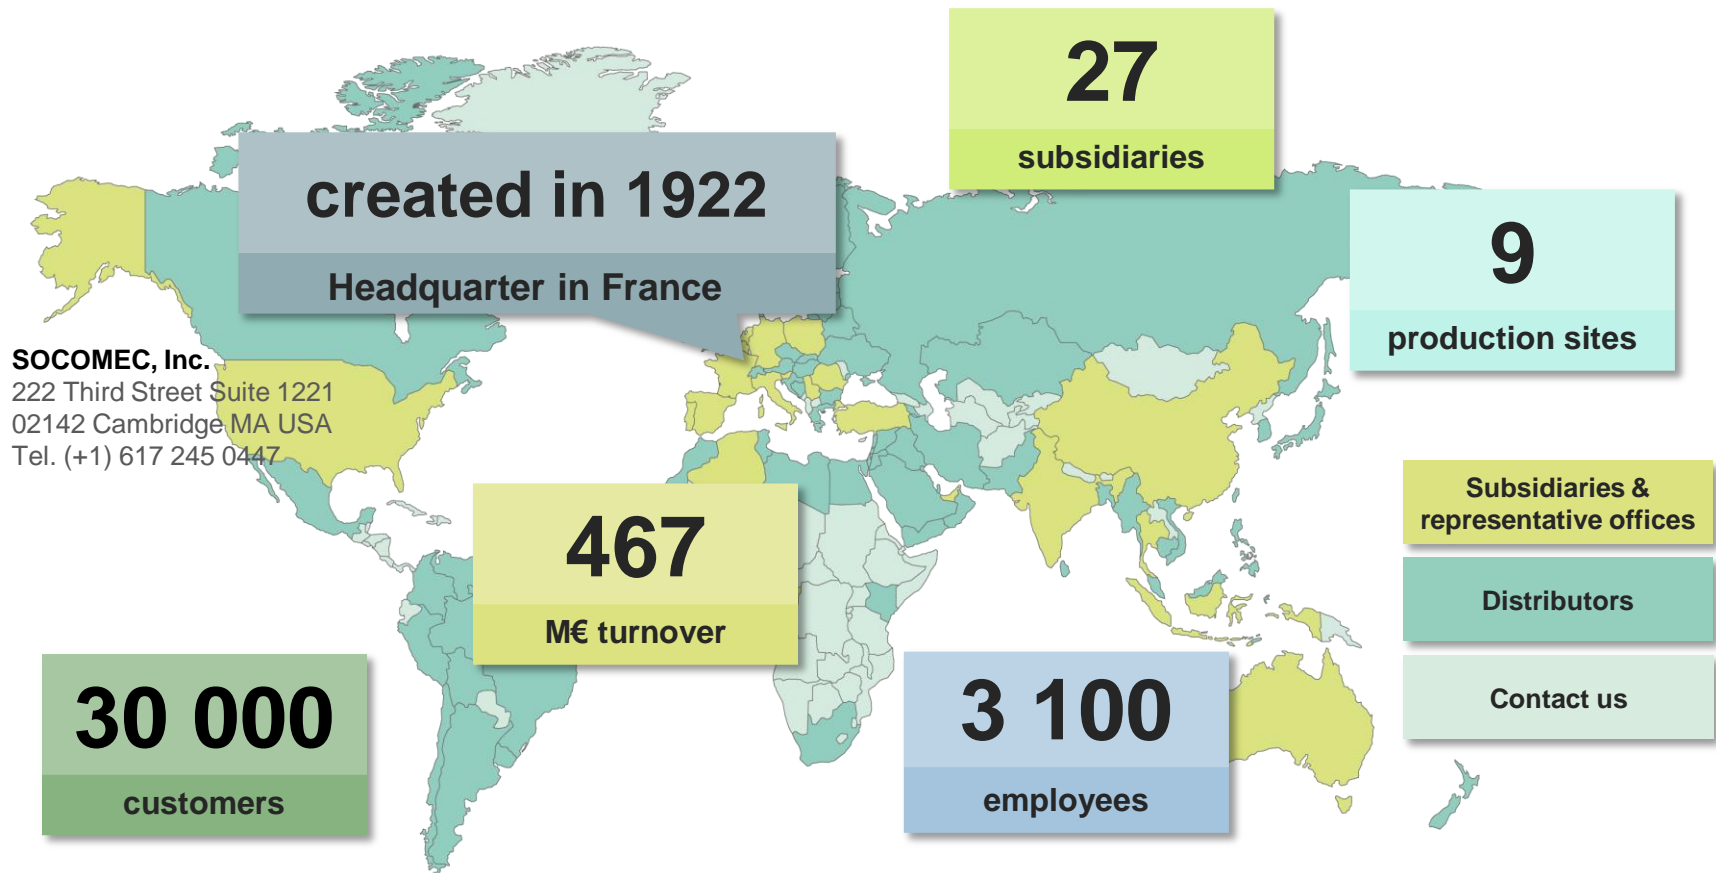 27
subsidiaries
created in 1922
Headquarter in France
9
production sites
SOCOMEC, Inc.
222 Third Street Suite 1221
02142 Cambridge MA USA
Tel. (+1) 617 245 0447
467
M€ turnover
Subsidiaries &
representative offices
Distributors
Contact us
30 000
customers
3 100
employees